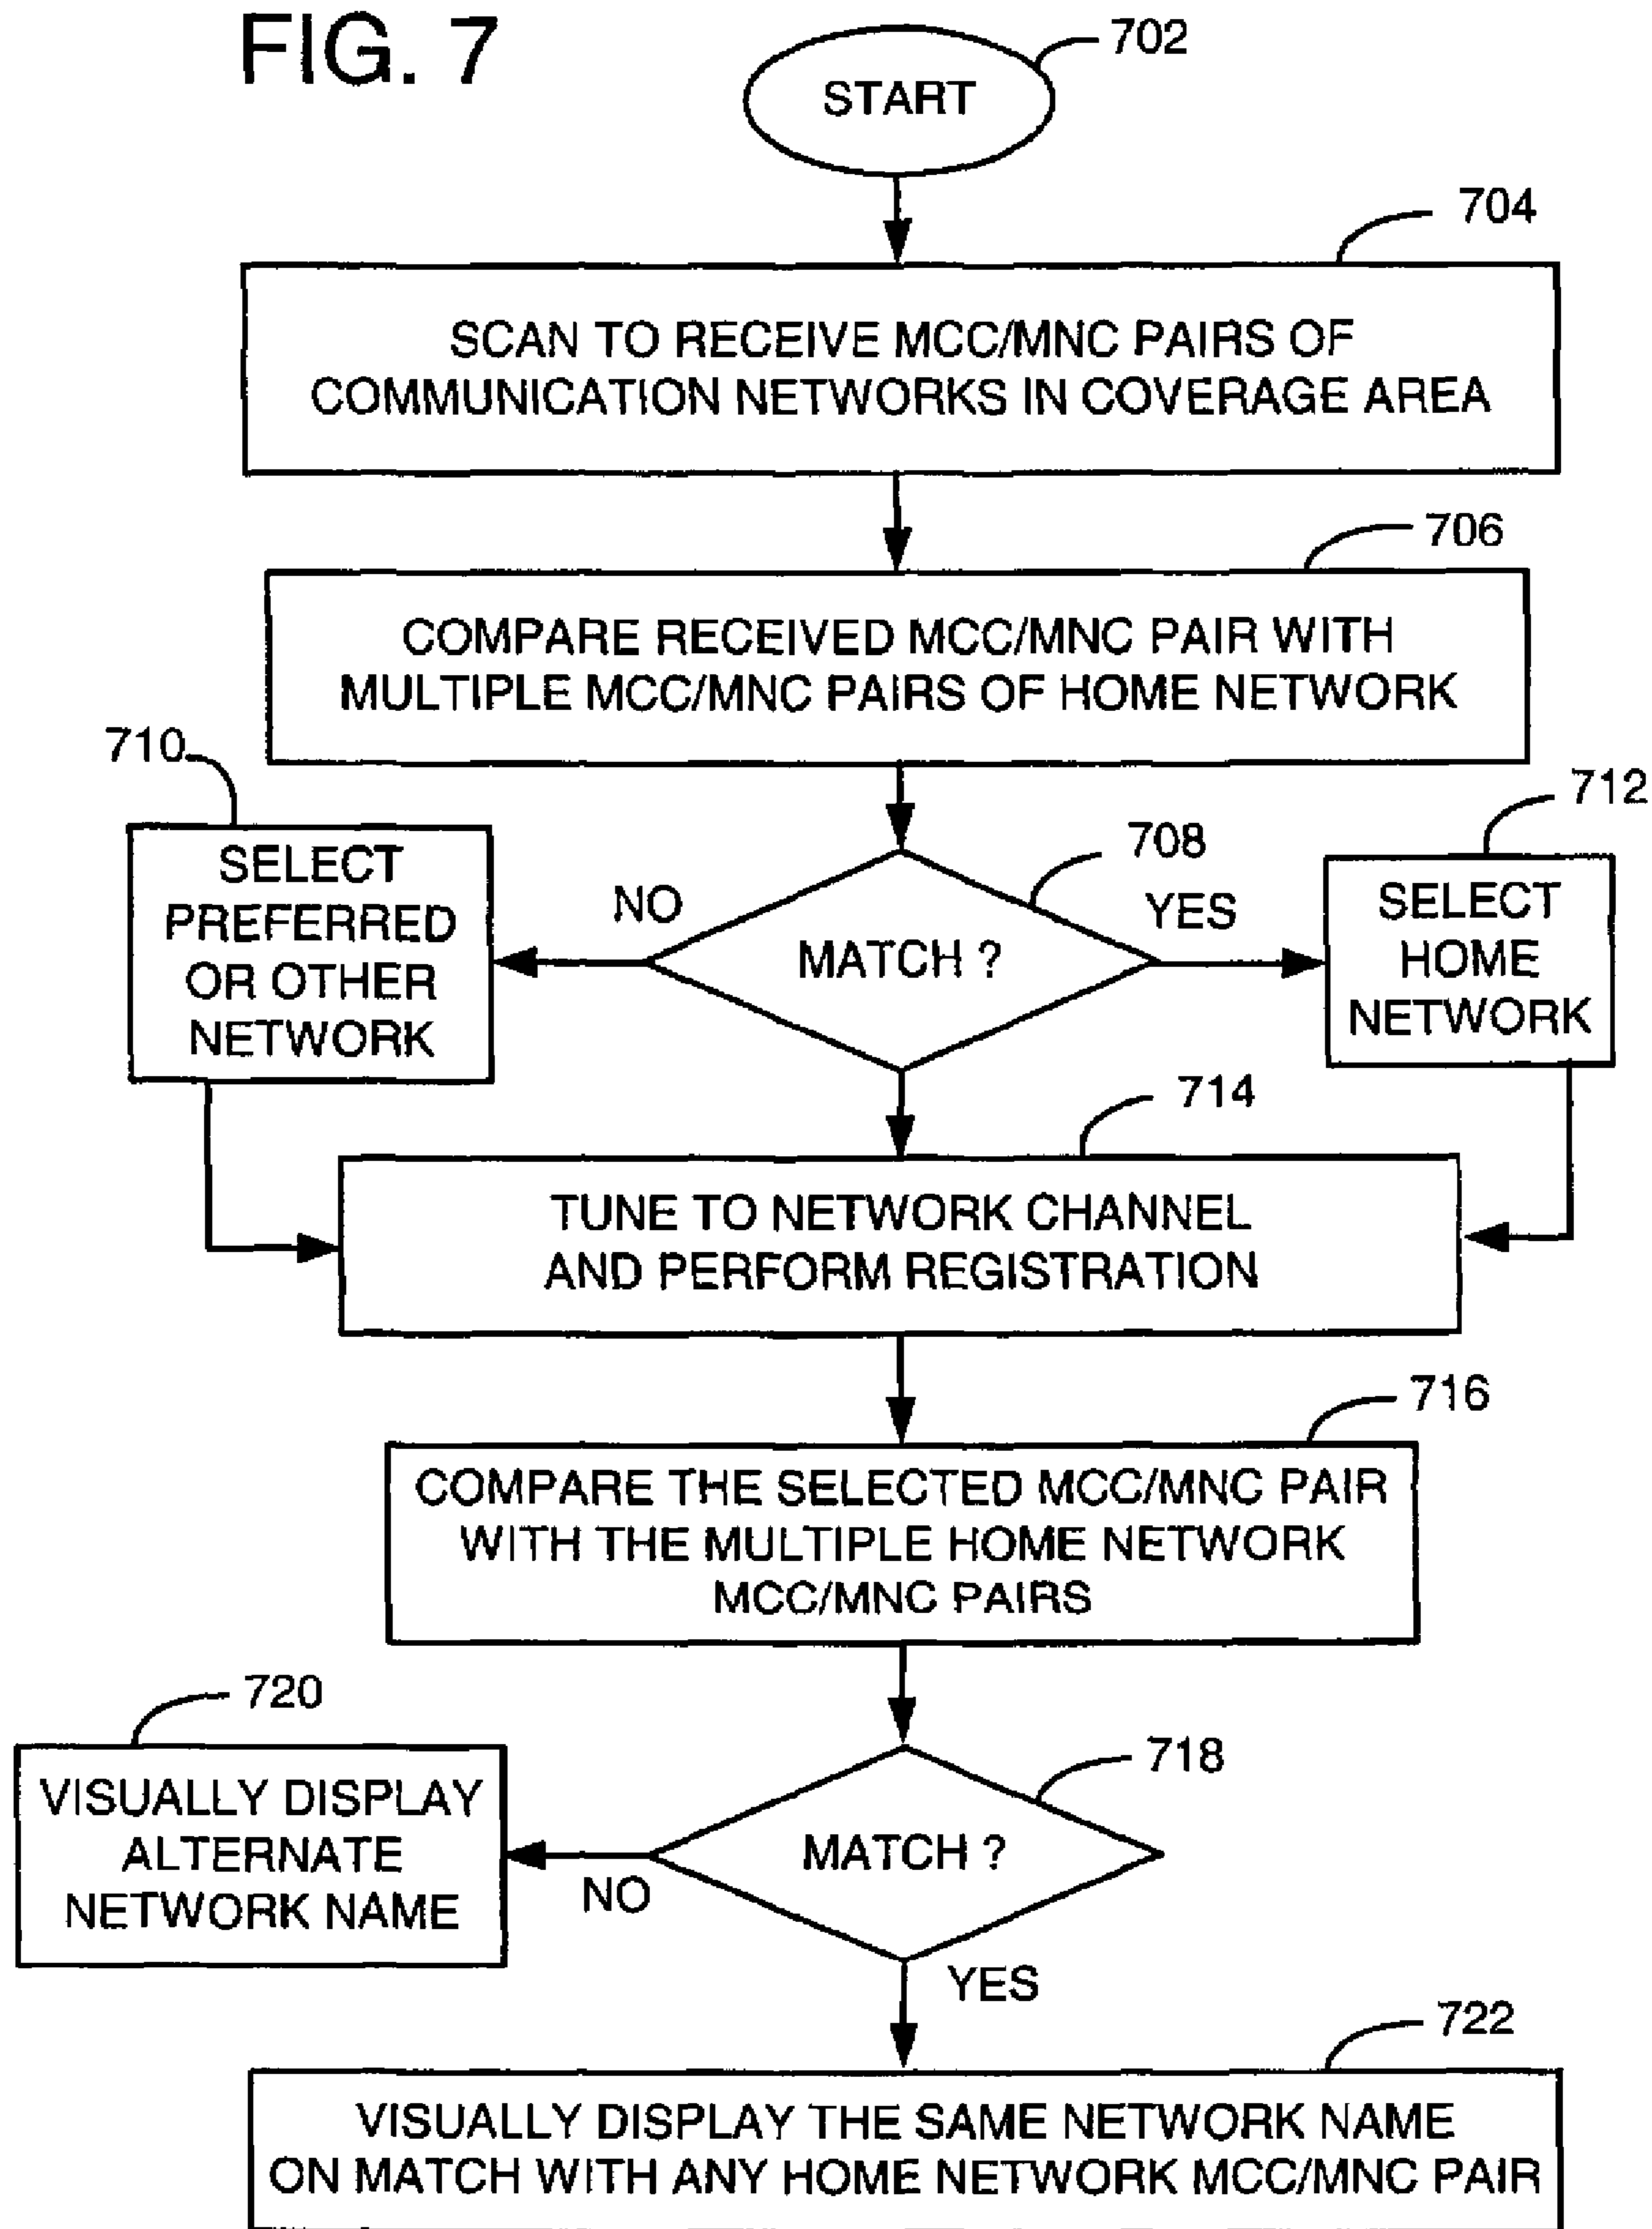 FIG. 7
702
START
704
SCAN TO RECEIVE MCC/MNC PAIRS OF
COMMUNICATION NETWORKS IN COVERAGE AREA
706
COMPARE RECEIVED MCC/MNC PAIR WITH
MULTIPLE MCC/MNC PAIRS OF HOME NETWORK
710
SELECT
PREFERRED
OR OTHER
NETWORK
NO
708
MATCH ?
YES
712
SELECT
HOME
NETWORK
714
TUNE TO NETWORK CHANNEL
AND PERFORM REGISTRATION
716
COMPARE THE SELECTED MCC/MNC PAIR
WITH THE MULTIPLE HOME NETWORK
MCC/MNC PAIRS
720
VISUALLY DISPLAY
ALTERNATE
NETWORK NAME
NO
718
MATCH ?
YES
722
VISUALLY DISPLAY THE SAME NETWORK NAME
ON MATCH WITH ANY HOME NETWORK MCC/MNC PAIR